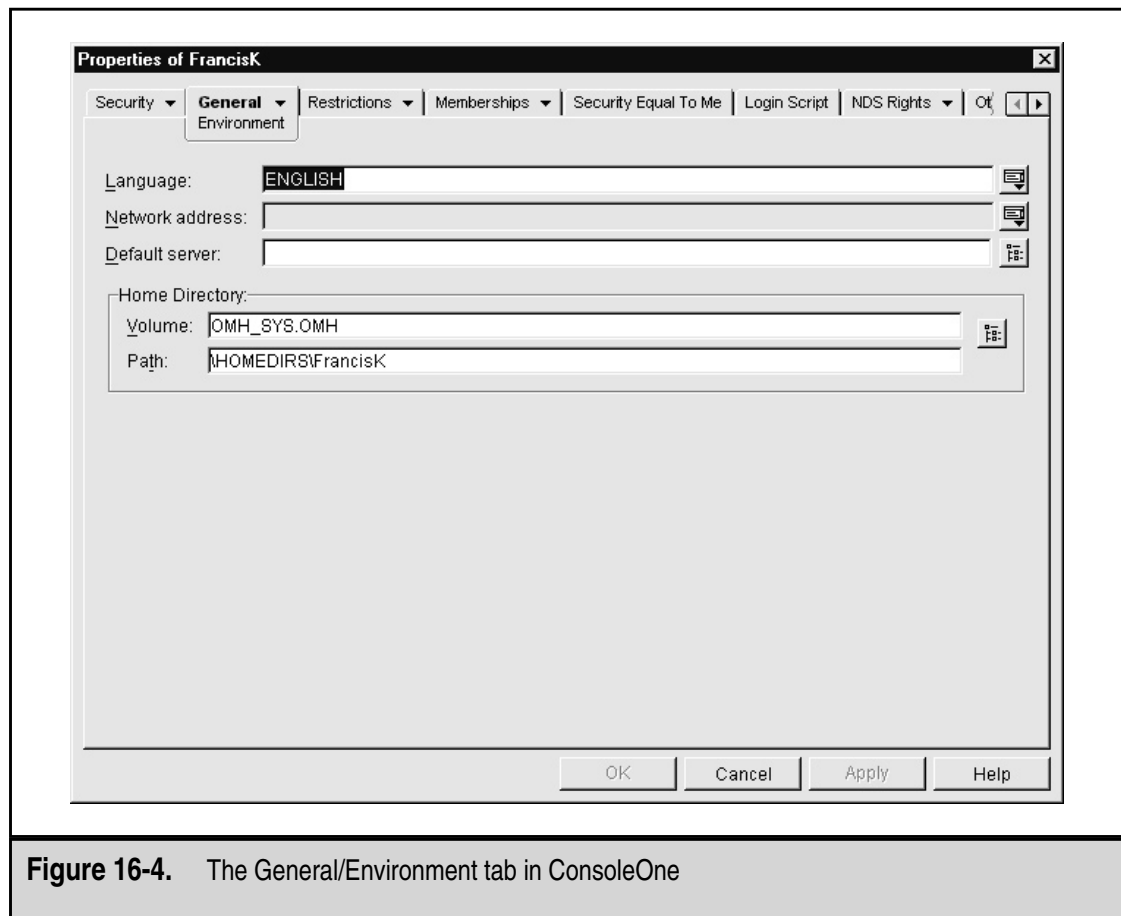 Properties of FrancisK
Security General Restrictions Memberships Security Equal To Me Login Script NDS Rights Ot
Environment
Language: ENGLISH
Network address:
Default server:
Home Directory:
Volume: OMH_SYS.OMH
Path: \HOMEDIRS\FrancisK
OK Cancel Apply Help
Figure 16-4. The General/Environment tab in ConsoleOne